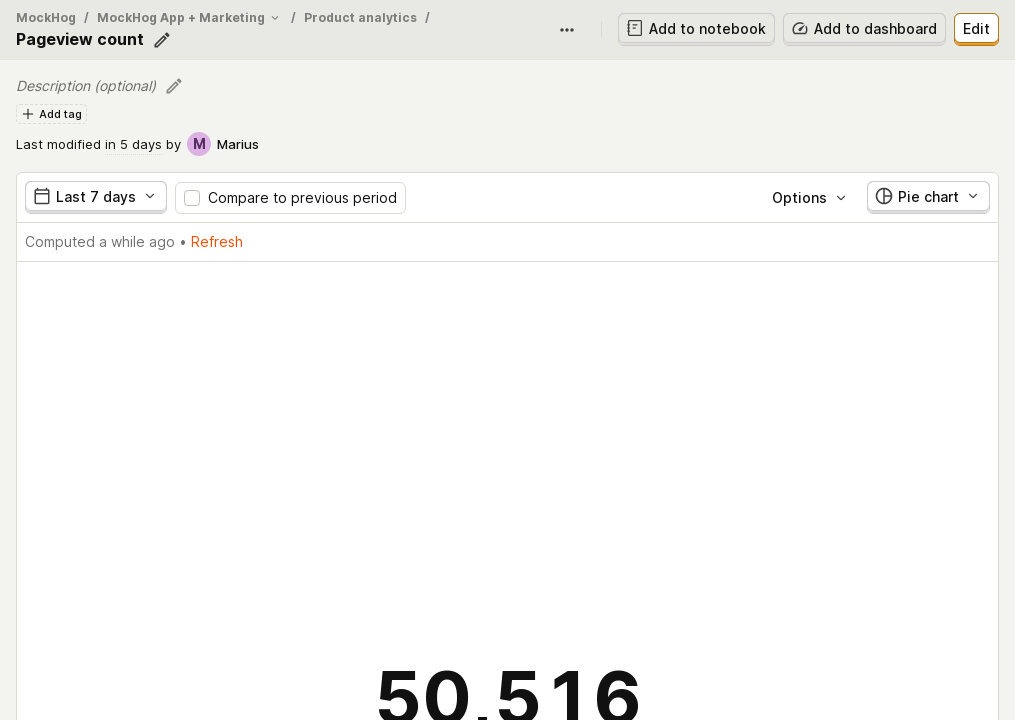 MockHog / MockHog App + Marketing / Product analytics /
Pageview count
Add to notebook
Add to dashboard
Edit
Description (optional)
Add tag
Last modified in 5 days by M Marius
Last 7 days
Compare to previous period
Options
Pie chart
Computed a while ago • Refresh
50,516